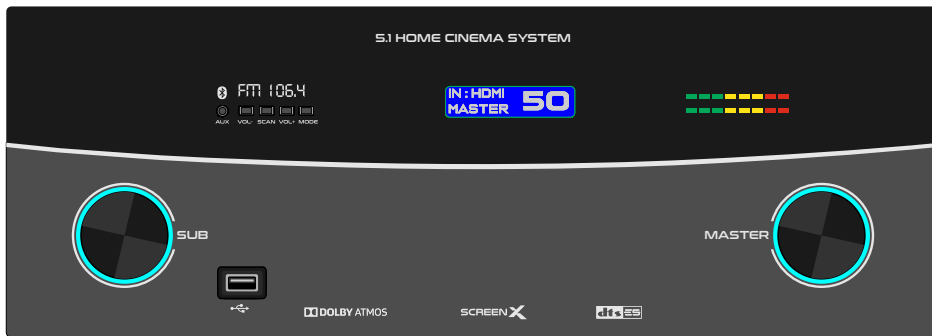 5.1 HOME CINEMA SYSTEM
FM 106.4
AUX VOL- SCAN VOL+ MODE
IN : HDMI
MASTER 50
SUB
MASTER
DOLBY ATMOS
SCREEN X
dts ES